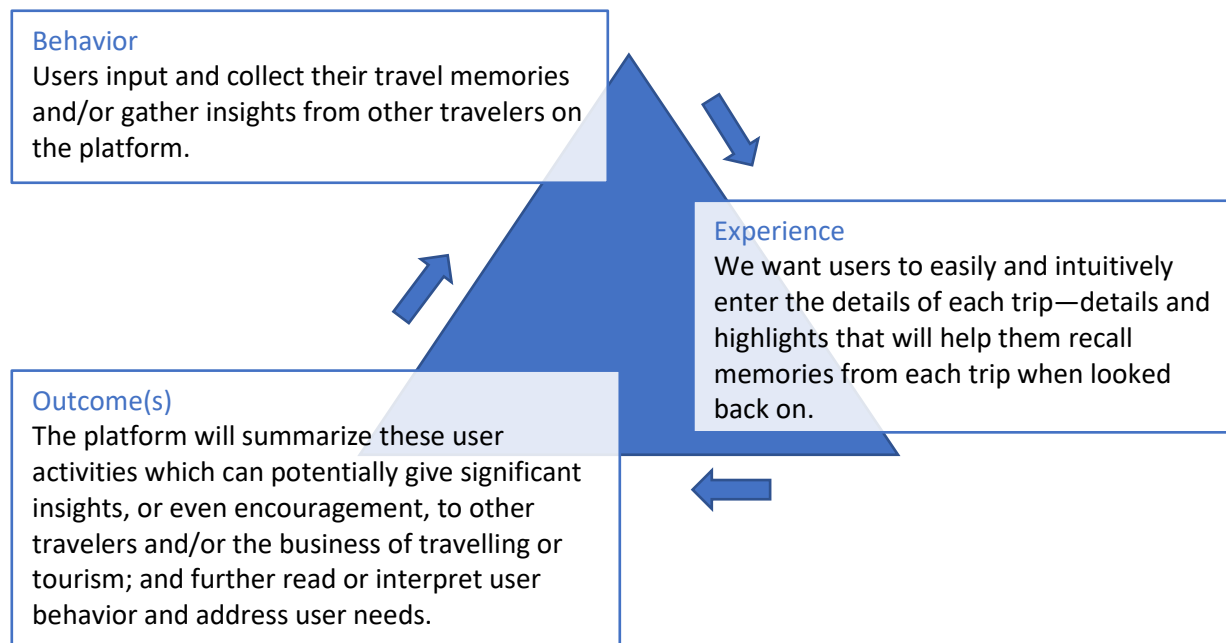 Behavior
Users input and collect their travel memories
and/or gather insights from other travelers on
the platform.
Experience
We want users to easily and intuitively
enter the details of each trip—details and
highlights that will help them recall
memories from each trip when looked
back on.
Outcome(s)
The platform will summarize these user
activities which can potentially give significant
insights, or even encouragement, to other
travelers and/or the business of travelling or
tourism; and further read or interpret user
behavior and address user needs.